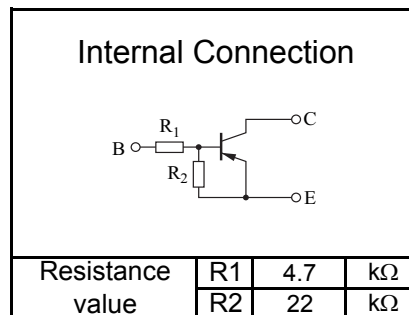 Internal Connection
C
R1
B
R2
E
Resistance value R1 4.7 kΩ
R2 22 kΩ